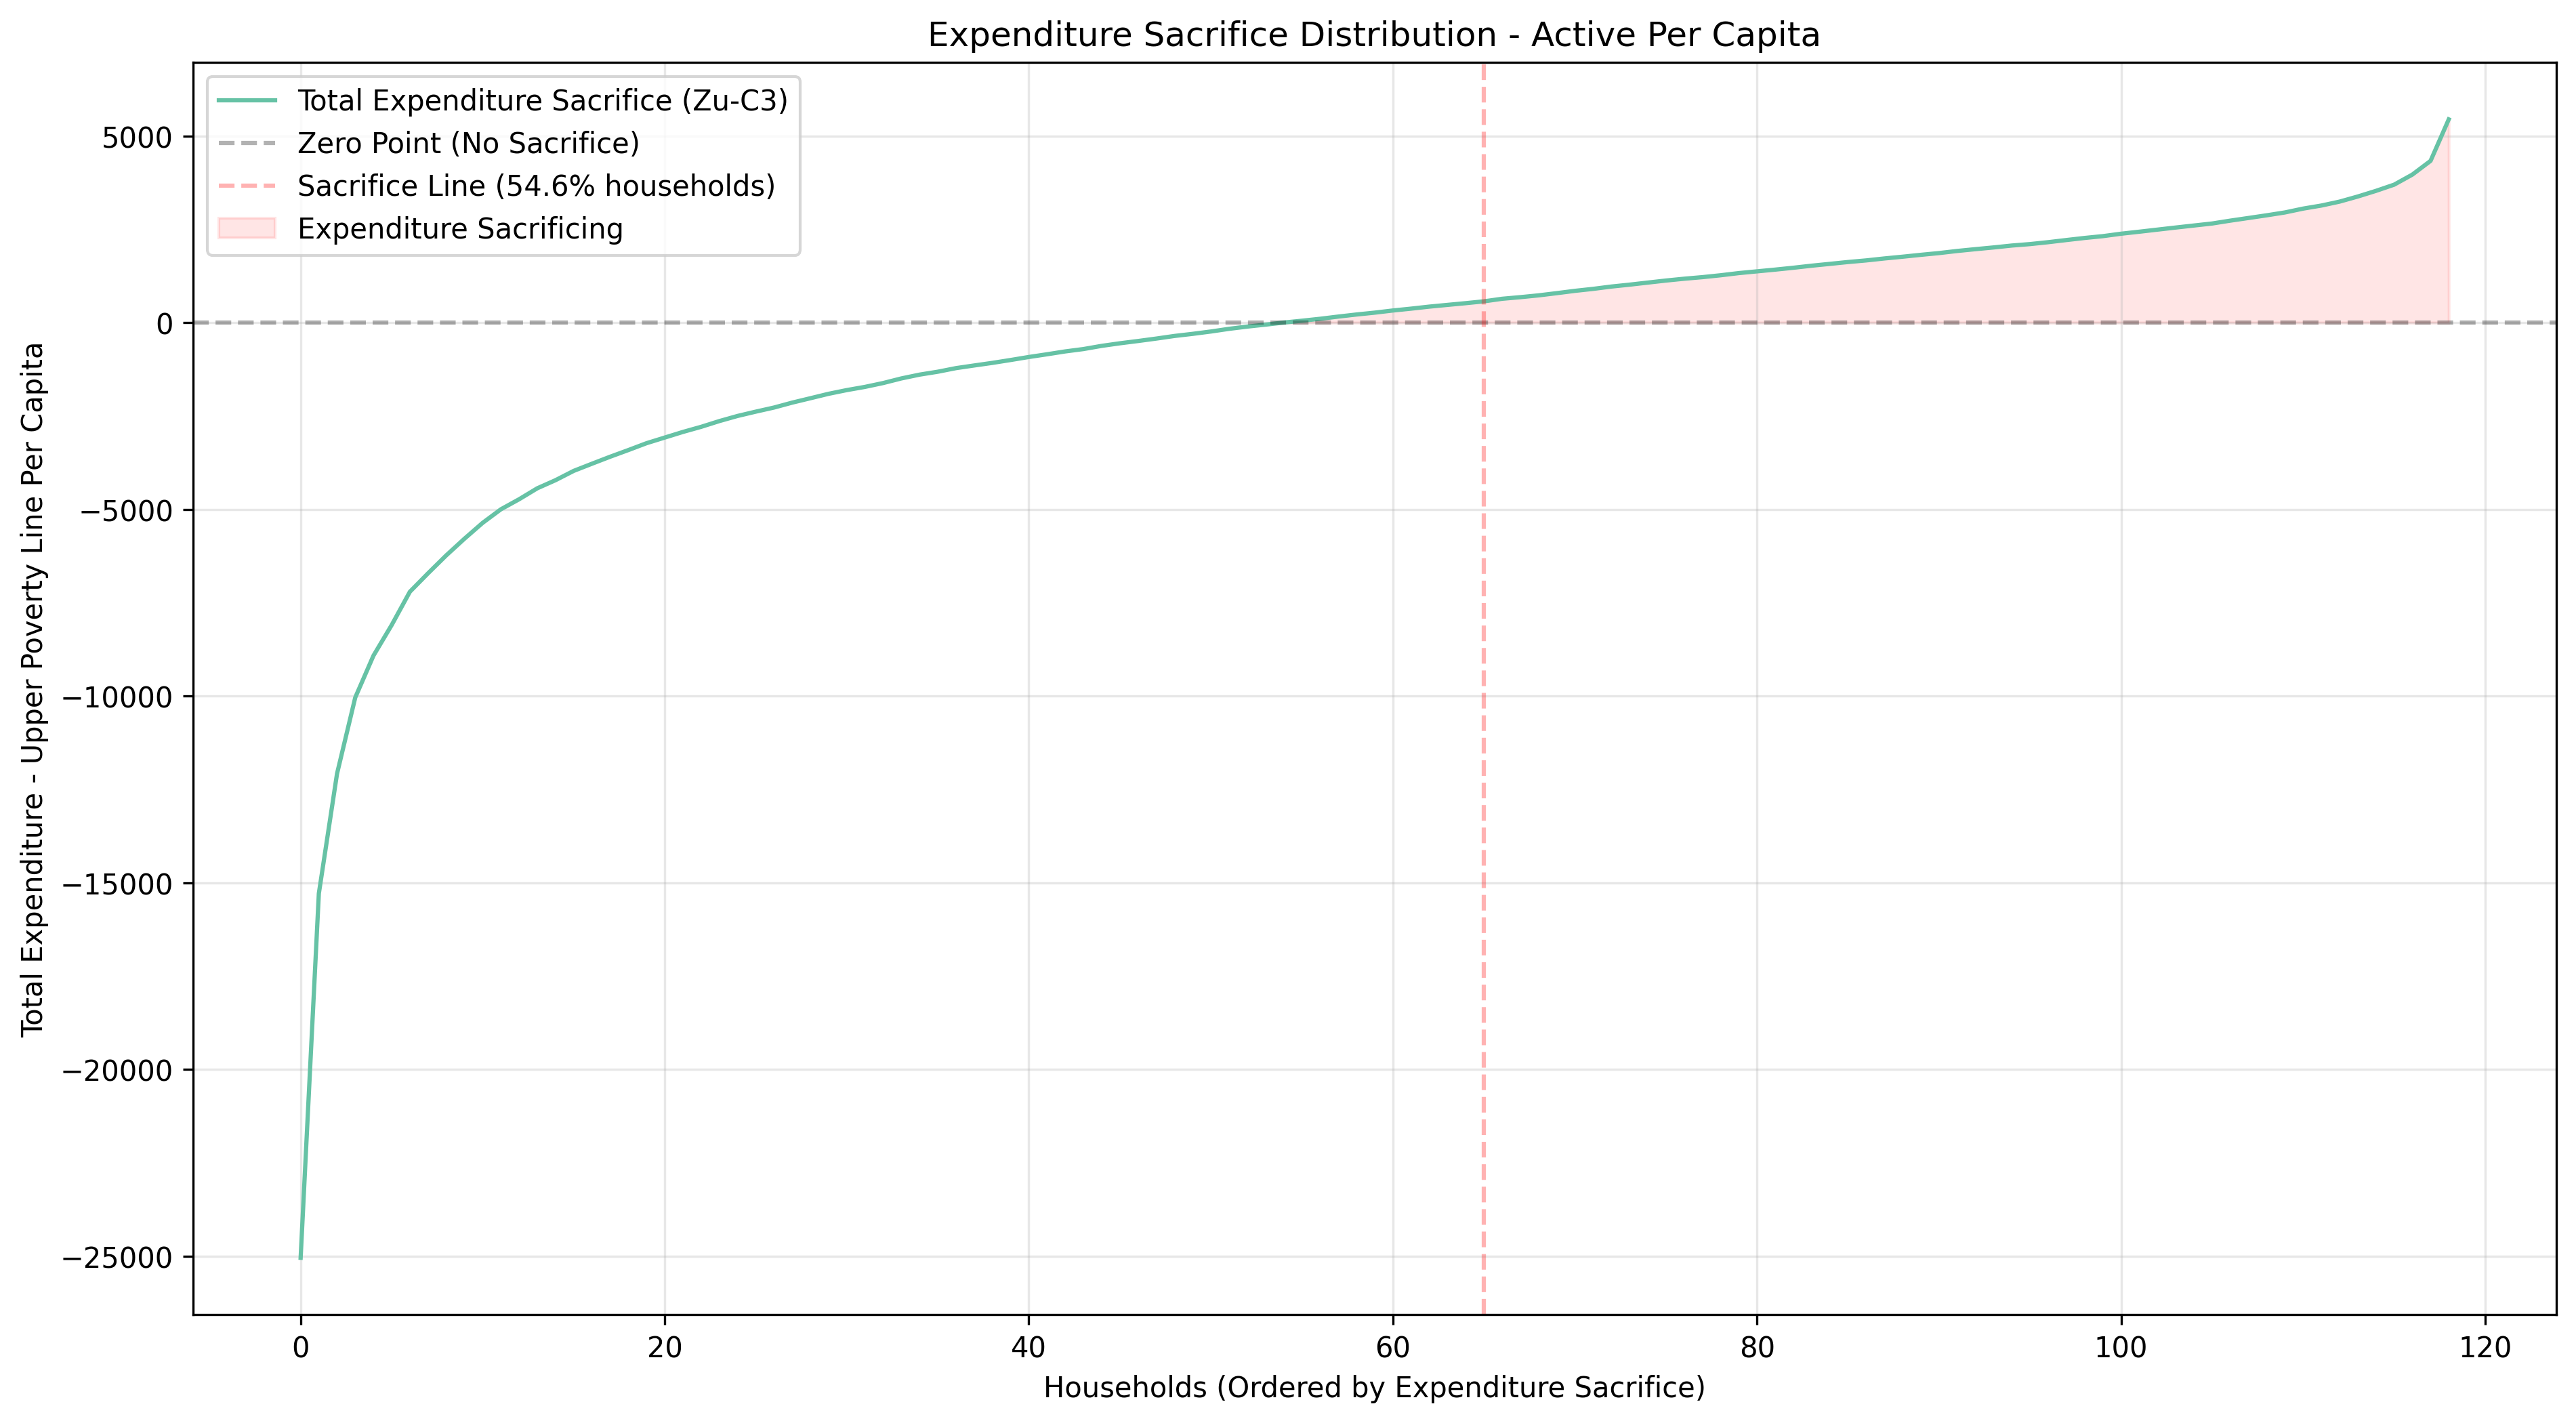 Expenditure Sacrifice Distribution - Active Per Capita
Total Expenditure Sacrifice (Zu-C3)
Zero Point (No Sacrifice)
Sacrifice Line (54.6% households)
Expenditure Sacrificing
Total Expenditure - Upper Poverty Line Per Capita
5000
0
−5000
−10000
−15000
−20000
−25000
0 20 40 60 80 100 120
Households (Ordered by Expenditure Sacrifice)